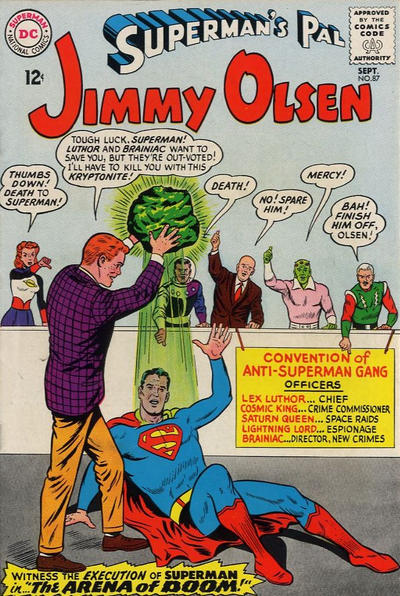 SUPERMAN
DC
NATIONAL COMICS
12¢
SUPERMAN'S PAL
JIMMY OLSEN
APPROVED
BY THE
COMICS
CODE
CA
AUTHORITY
SEPT.
NO. 87
THUMBS
DOWN!
DEATH TO
SUPERMAN!
TOUGH LUCK, SUPERMAN!
LUTHOR AND BRAINIAC WANT TO
SAVE YOU, BUT THEY'RE OUT-VOTED!
I'LL HAVE TO KILL YOU WITH THIS
KRYPTONITE!
DEATH!
NO! SPARE
HIM!
MERCY!
BAH!
FINISH
HIM OFF,
OLSEN!
CONVENTION of
ANTI-SUPERMAN GANG
OFFICERS
LEX LUTHOR... CHIEF
COSMIC KING... CRIME COMMISSIONER
SATURN QUEEN... SPACE RAIDS
LIGHTNING LORD... ESPIONAGE
BRAINIAC...DIRECTOR, NEW CRIMES
S
WITNESS THE EXECUTION OF SUPERMAN
in..."The ARENA of DOOM!"